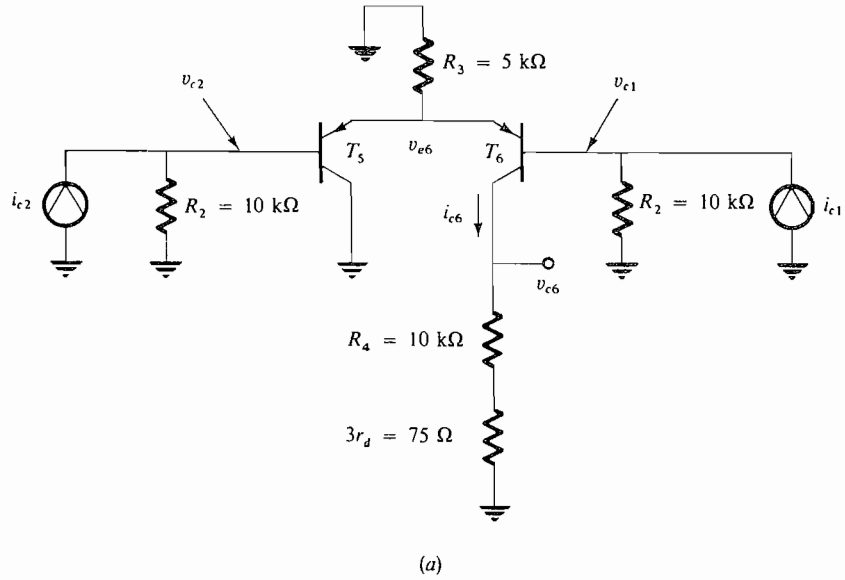 R₃ = 5 kΩ
v_c2
v_c1
T₅
v_e6
T₆
i_c2
R₂ = 10 kΩ
i_c6
R₂ = 10 kΩ
i_c1
v_c6
R₄ = 10 kΩ
3r_d = 75 Ω
(a)